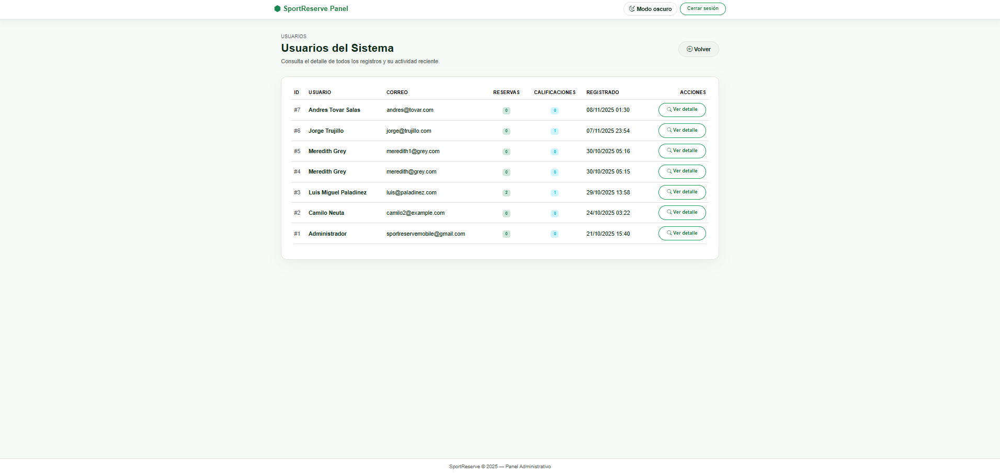 SportReserve Panel
Modo oscuro
Cerrar sesión
USUARIOS
Usuarios del Sistema
Volver
Consulta el detalle de todos los registros y su actividad reciente.
ID USUARIO CORREO RESERVAS CALIFICACIONES REGISTRADO ACCIONES
#7 Andres Tovar Salas andres@tovar.com 0 0 08/11/2025 01:30 Ver detalle
#6 Jorge Trujillo jorge@trujillo.com 0 1 07/11/2025 23:54 Ver detalle
#5 Meredith Grey meredith1@grey.com 0 0 30/10/2025 05:16 Ver detalle
#4 Meredith Grey meredith@grey.com 0 0 30/10/2025 05:15 Ver detalle
#3 Luis Miguel Paladinez luis@paladinez.com 2 1 29/10/2025 13:58 Ver detalle
#2 Camilo Neuta camilo2@example.com 0 0 24/10/2025 03:22 Ver detalle
#1 Administrador sportreservemobile@gmail.com 0 0 21/10/2025 15:40 Ver detalle
SportReserve © 2025 — Panel Administrativo